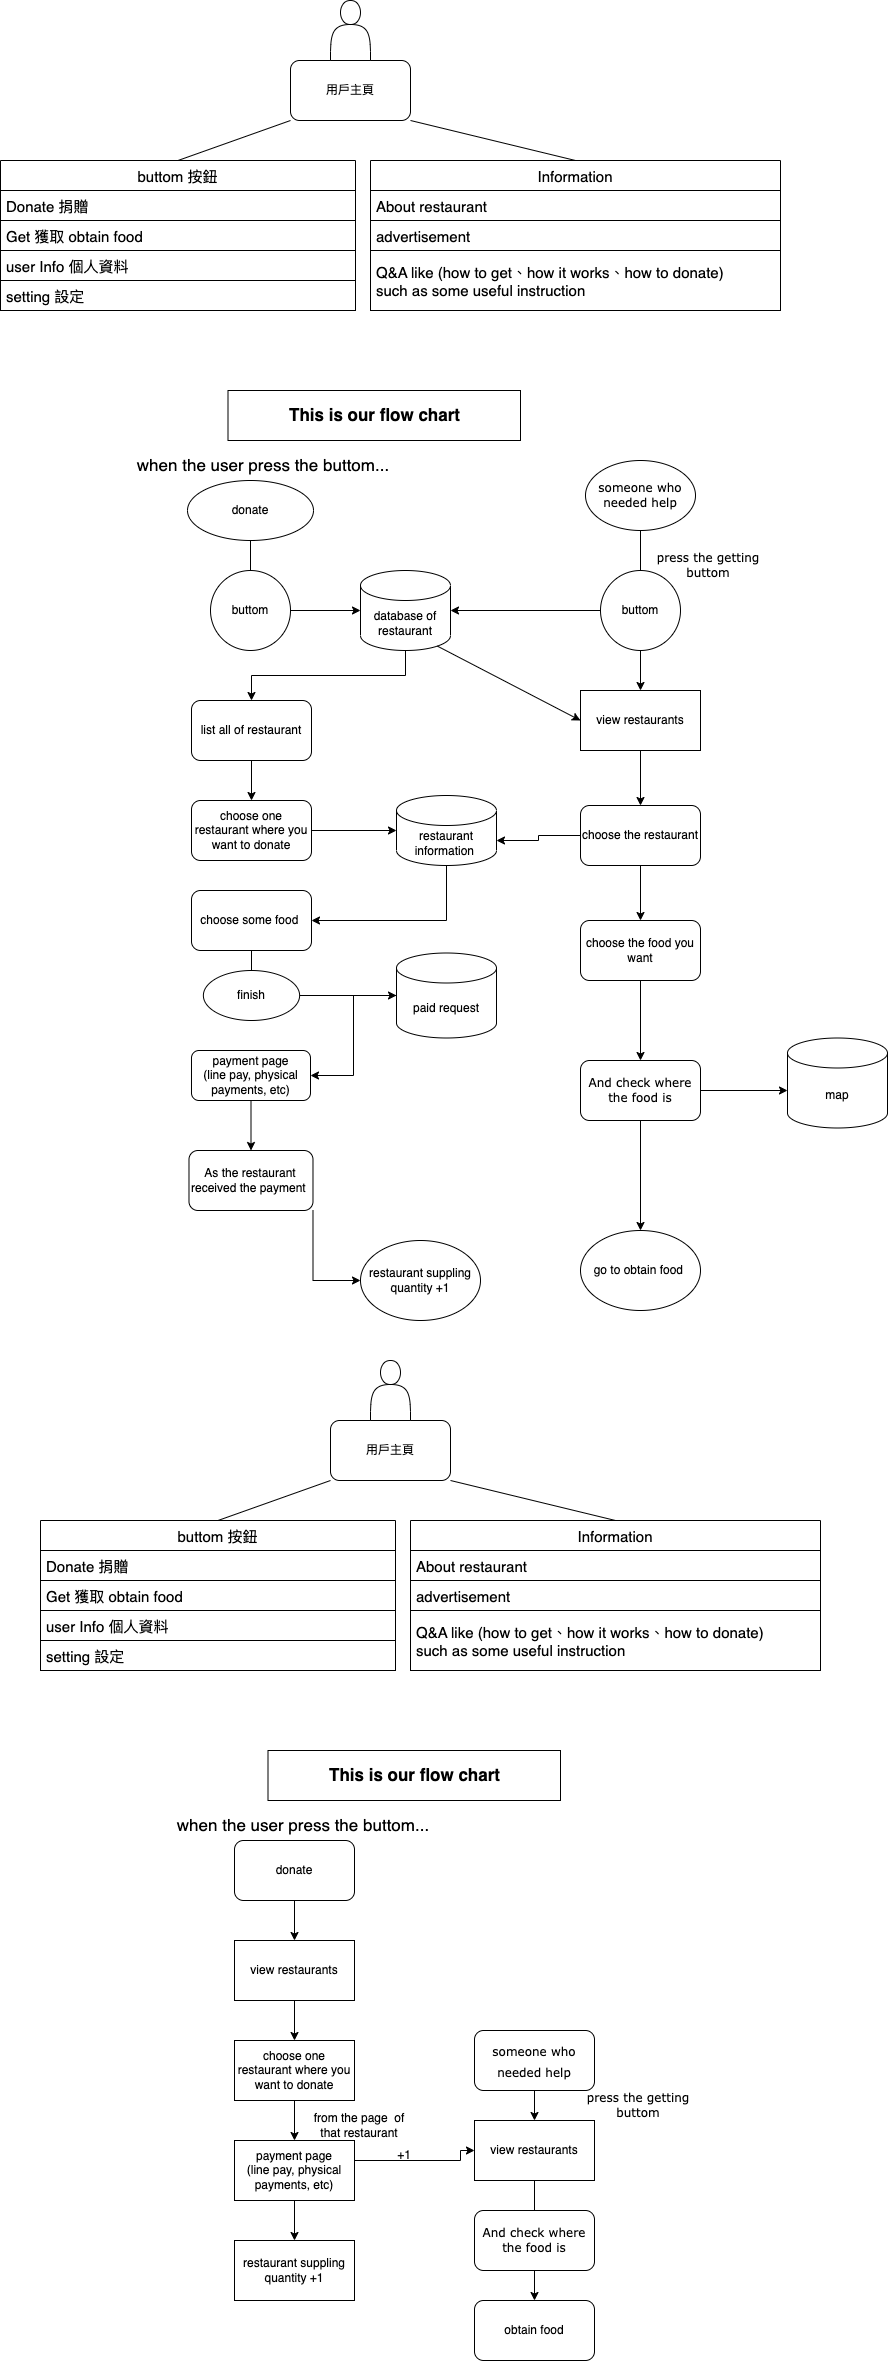 用戶主頁
buttom 按鈕
Donate 捐贈
Get 獲取 obtain food
user Info 個人資料
setting 設定
Information
About restaurant
advertisement
Q&A like (how to get、how it works、how to donate)
such as some useful instruction
This is our flow chart
when the user press the buttom...
donate
someone who
needed help
press the getting
buttom
buttom
database of
restaurant
buttom
list all of restaurant
view restaurants
choose one
restaurant where you
want to donate
restaurant
information
choose the restaurant
choose some food
choose the food you
want
finish
paid request
payment page
(line pay, physical
payments, etc)
And check where
the food is
map
As the restaurant
received the payment
restaurant suppling
quantity +1
go to obtain food
用戶主頁
buttom 按鈕
Donate 捐贈
Get 獲取 obtain food
user Info 個人資料
setting 設定
Information
About restaurant
advertisement
Q&A like (how to get、how it works、how to donate)
such as some useful instruction
This is our flow chart
when the user press the buttom...
donate
view restaurants
choose one
restaurant where you
want to donate
someone who
needed help
press the getting
buttom
from the page of
that restaurant
payment page
(line pay, physical
payments, etc)
+1
view restaurants
And check where
the food is
restaurant suppling
quantity +1
obtain food